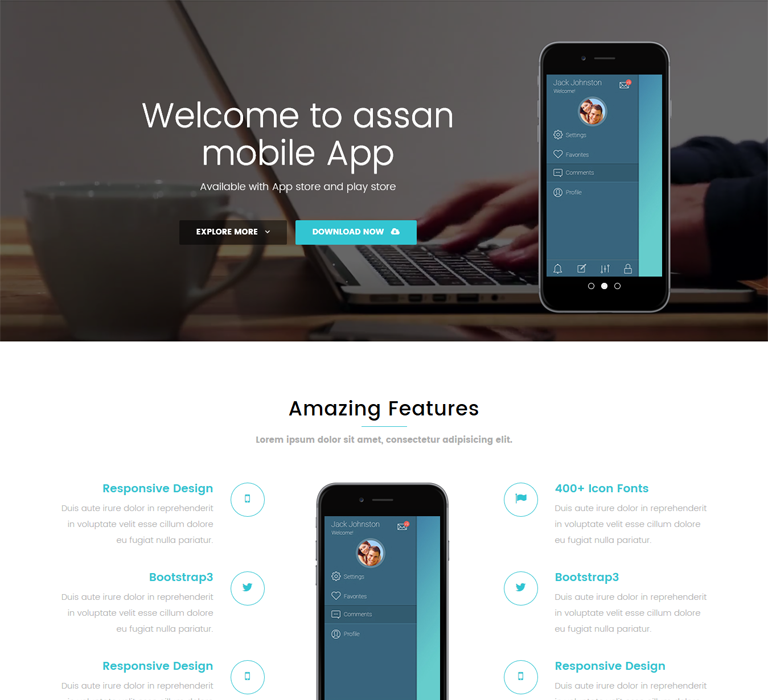 Welcome to assan
mobile App
Available with App store and play store
EXPLORE MORE
DOWNLOAD NOW
Jack Johnston
Welcome!
Settings
Favorites
Comments
Profile
Amazing Features
Lorem ipsum dolor sit amet, consectetur adipisicing elit.
Responsive Design
Duis aute irure dolor in reprehenderit
in voluptate velit esse cillum dolore
eu fugiat nulla pariatur.
Bootstrap3
Duis aute irure dolor in reprehenderit
in voluptate velit esse cillum dolore
eu fugiat nulla pariatur.
Responsive Design
Duis aute irure dolor in reprehenderit
Jack Johnston
Welcome!
Settings
Favorites
Comments
Profile
400+ Icon Fonts
Duis aute irure dolor in reprehenderit
in voluptate velit esse cillum dolore
eu fugiat nulla pariatur.
Bootstrap3
Duis aute irure dolor in reprehenderit
in voluptate velit esse cillum dolore
eu fugiat nulla pariatur.
Responsive Design
Duis aute irure dolor in reprehenderit